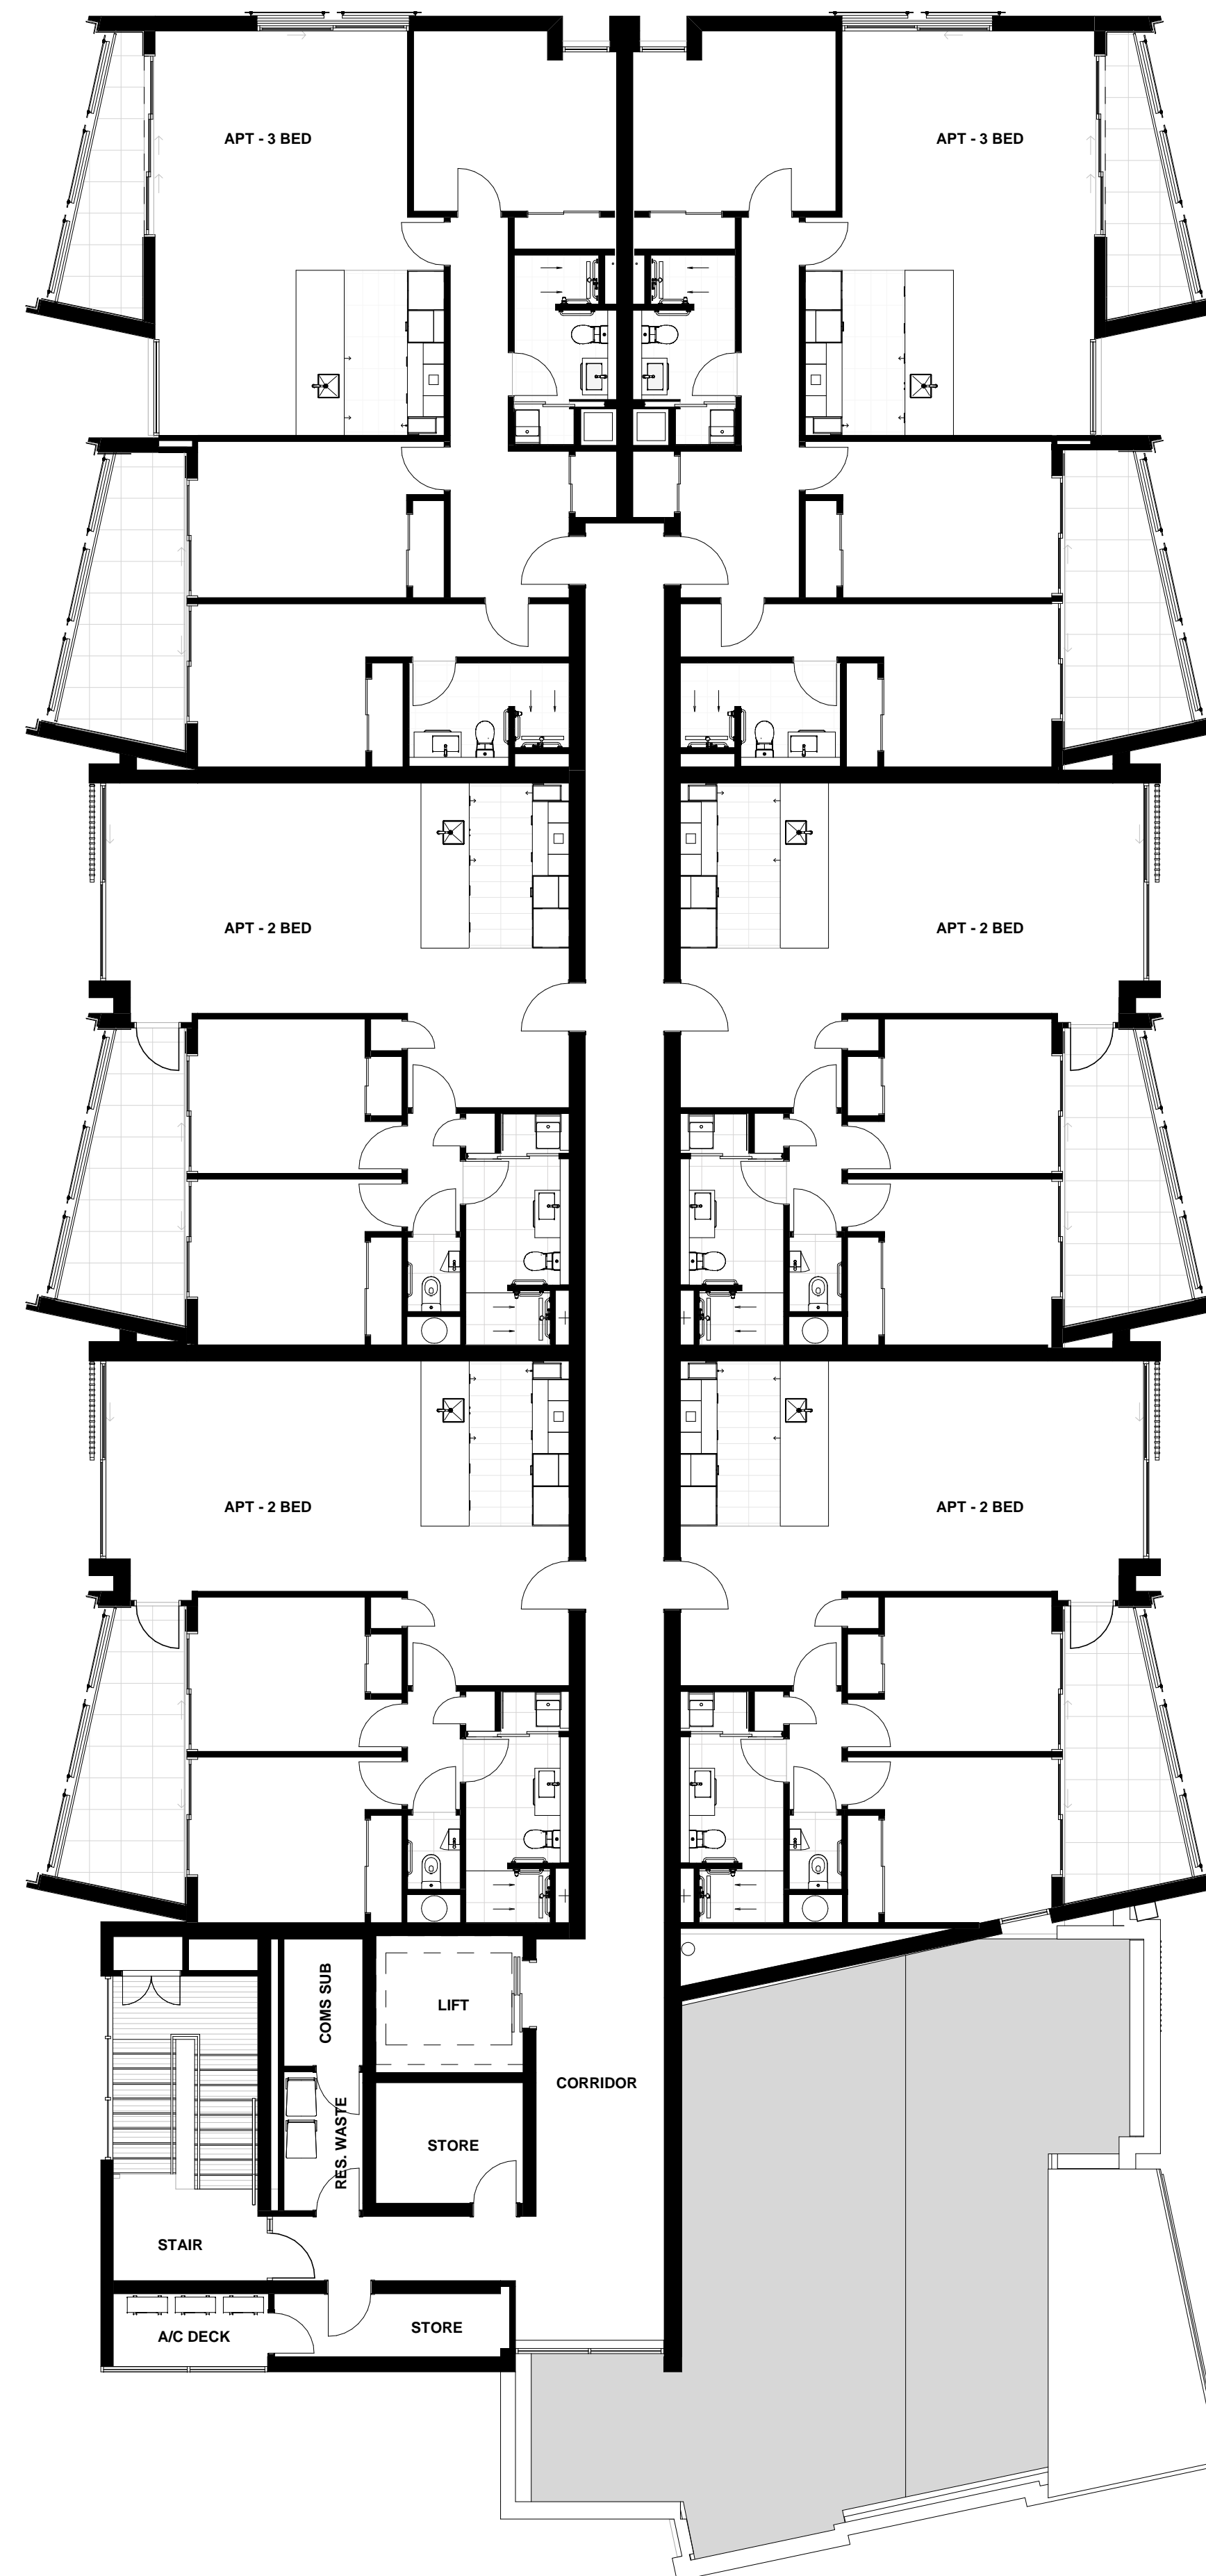 APT - 3 BED
APT - 3 BED
APT - 2 BED
APT - 2 BED
APT - 2 BED
APT - 2 BED
COMS SUB
LIFT
CORRIDOR
RES. WASTE
STORE
STAIR
STORE
A/C DECK